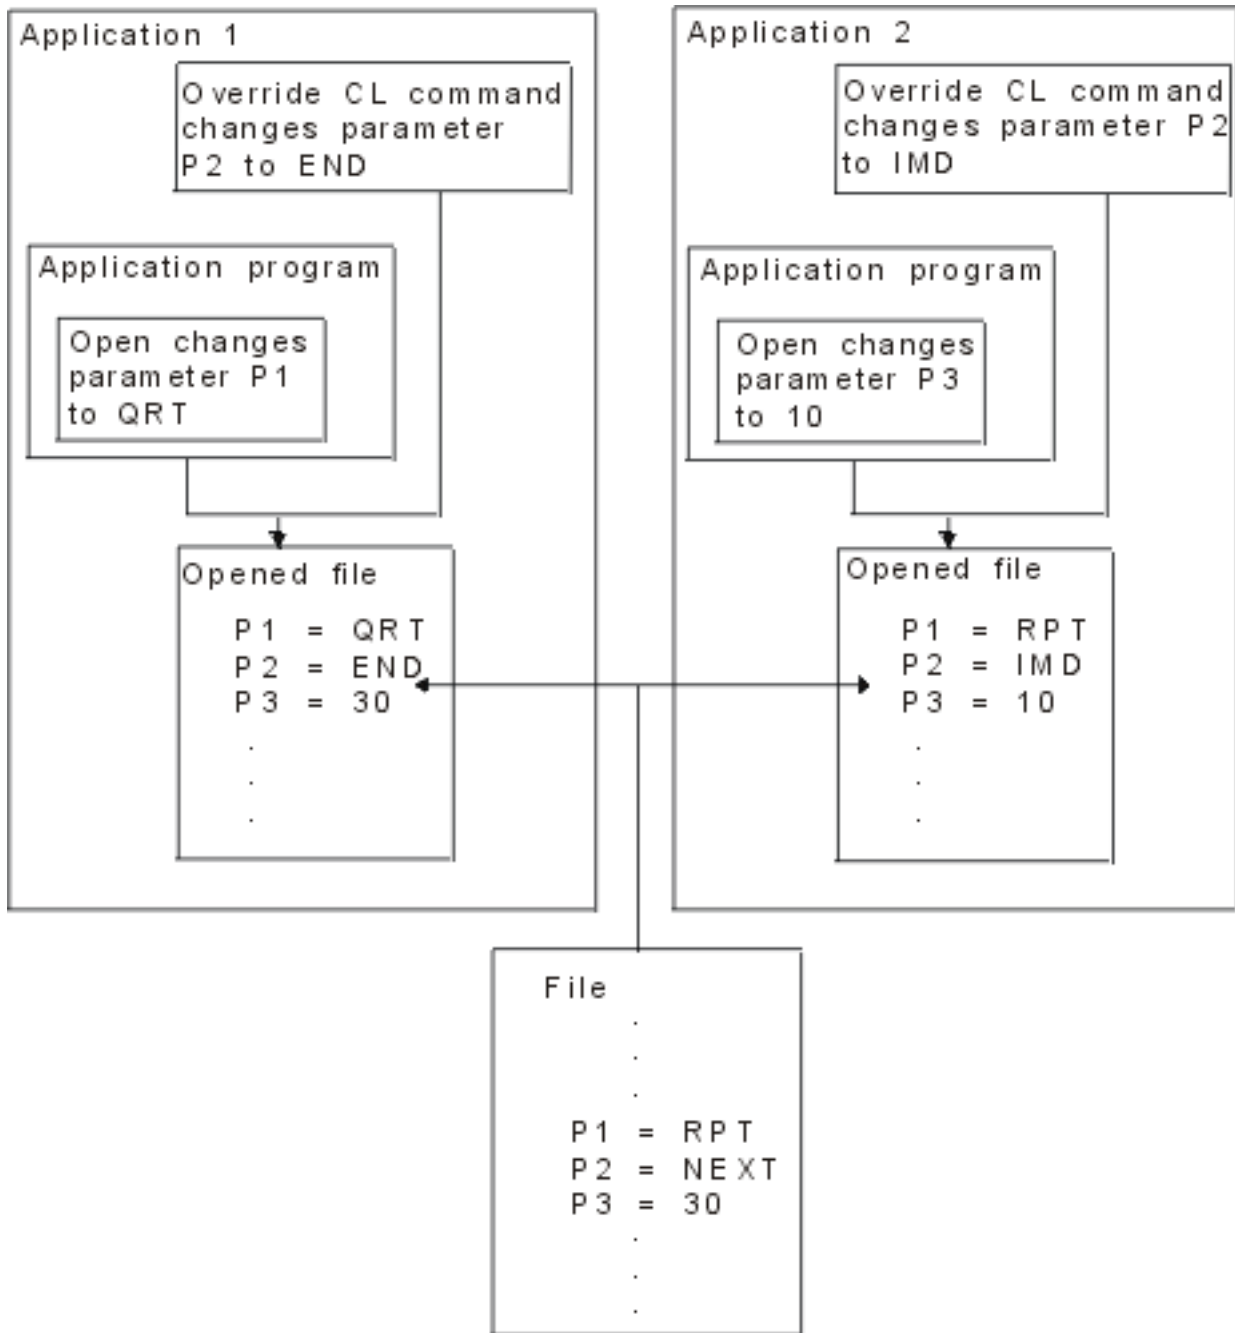 Application 1
Override CL command
changes parameter
P2 to END
Application program
Open changes
parameter P1
to QRT
Opened file
P1 = QRT
P2 = END
P3 = 30
.
.
.
Application 2
Override CL command
changes parameter P2
to IMD
Application program
Open changes
parameter P3
to 10
Opened file
P1 = RPT
P2 = IMD
P3 = 10
.
.
.
File
.
.
.
P1 = RPT
P2 = NEXT
P3 = 30
.
.
.